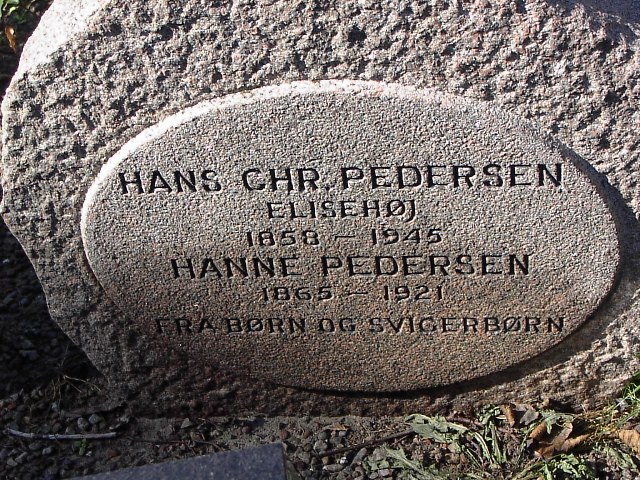 HANS CHR. PEDERSEN
ELISEHØJ
1858 – 1945
HANNE PEDERSEN
1865 – 1921
FRA BØRN OG SVIGERBØRN